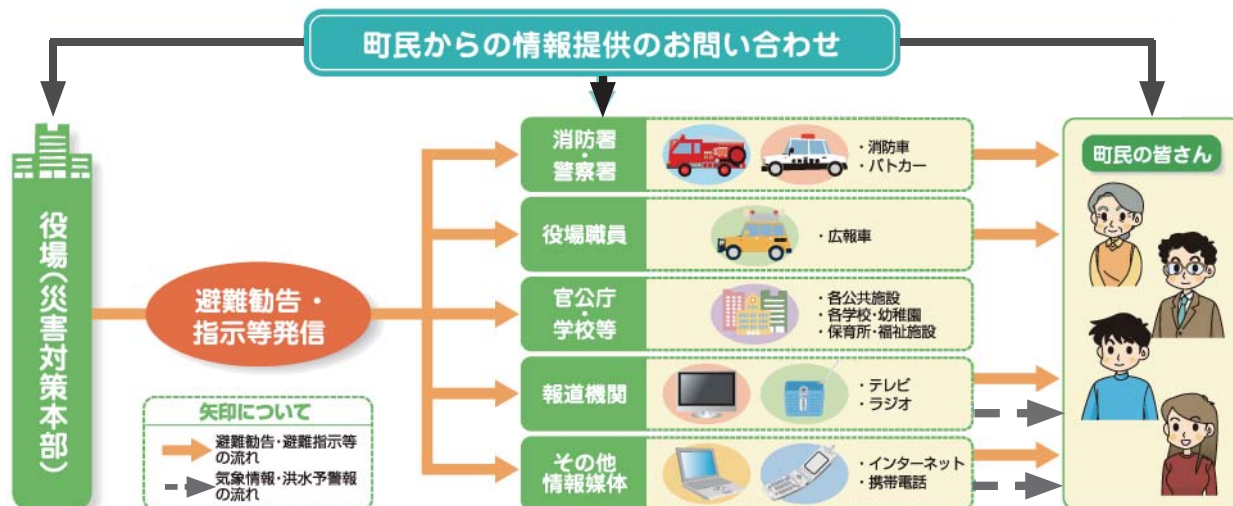 町民からの情報提供のお問い合わせ
役場(災害対策本部)
避難勧告・
指示等発信
矢印について
避難勧告・避難指示等
の流れ
気象情報・洪水予警報
の流れ
消防署
・
警察署
・消防車
・パトカー
役場職員
・広報車
官公庁
・
学校等
・各公共施設
・各学校・幼稚園
・保育所・福祉施設
報道機関
・テレビ
・ラジオ
その他
情報媒体
・インターネット
・携帯電話
町民の皆さん